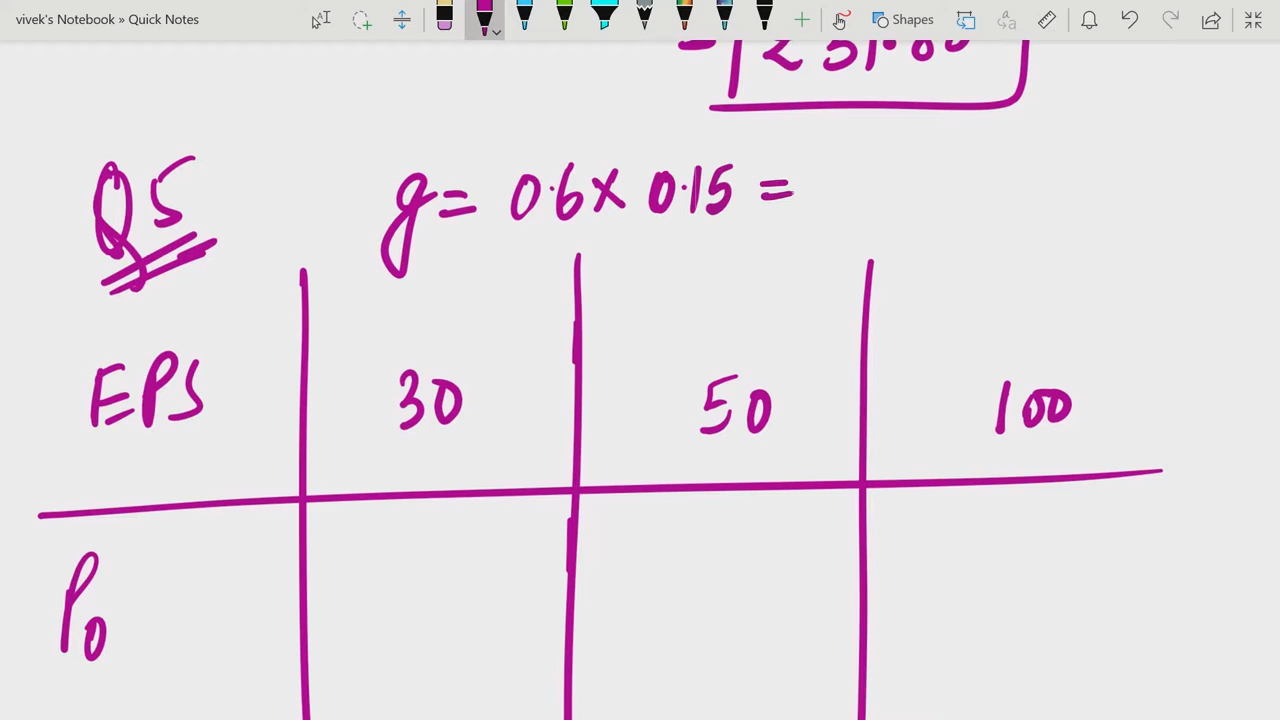 vivek's Notebook » Quick Notes
Shapes
Q5
g = 0.6 × 0.15 =
EPS 30 50 100
P0